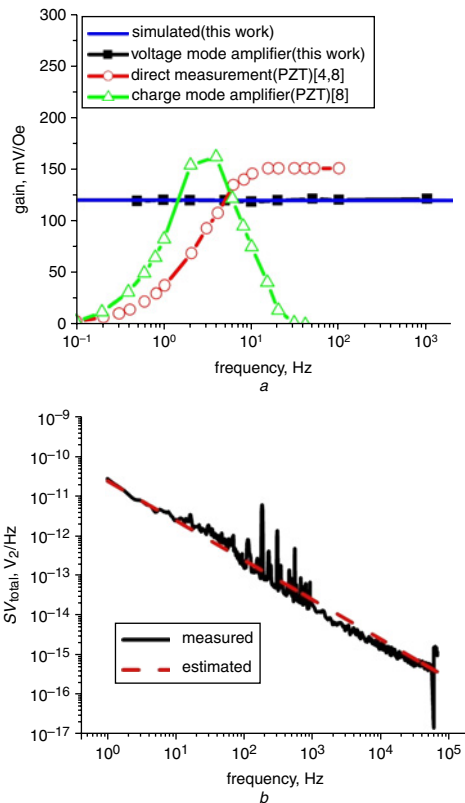 300
250
200
150
100
50
0
gain, mV/Oe
simulated(this work)
voltage mode amplifier(this work)
direct measurement(PZT)[4,8]
charge mode amplifier(PZT)[8]
10⁻¹ 10⁰ 10¹ 10² 10³
frequency, Hz
a
10⁻⁹
10⁻¹⁰
10⁻¹¹
10⁻¹²
10⁻¹³
10⁻¹⁴
10⁻¹⁵
10⁻¹⁶
10⁻¹⁷
SVtotal, V2/Hz
measured
estimated
10⁰ 10¹ 10² 10³ 10⁴ 10⁵
frequency, Hz
b